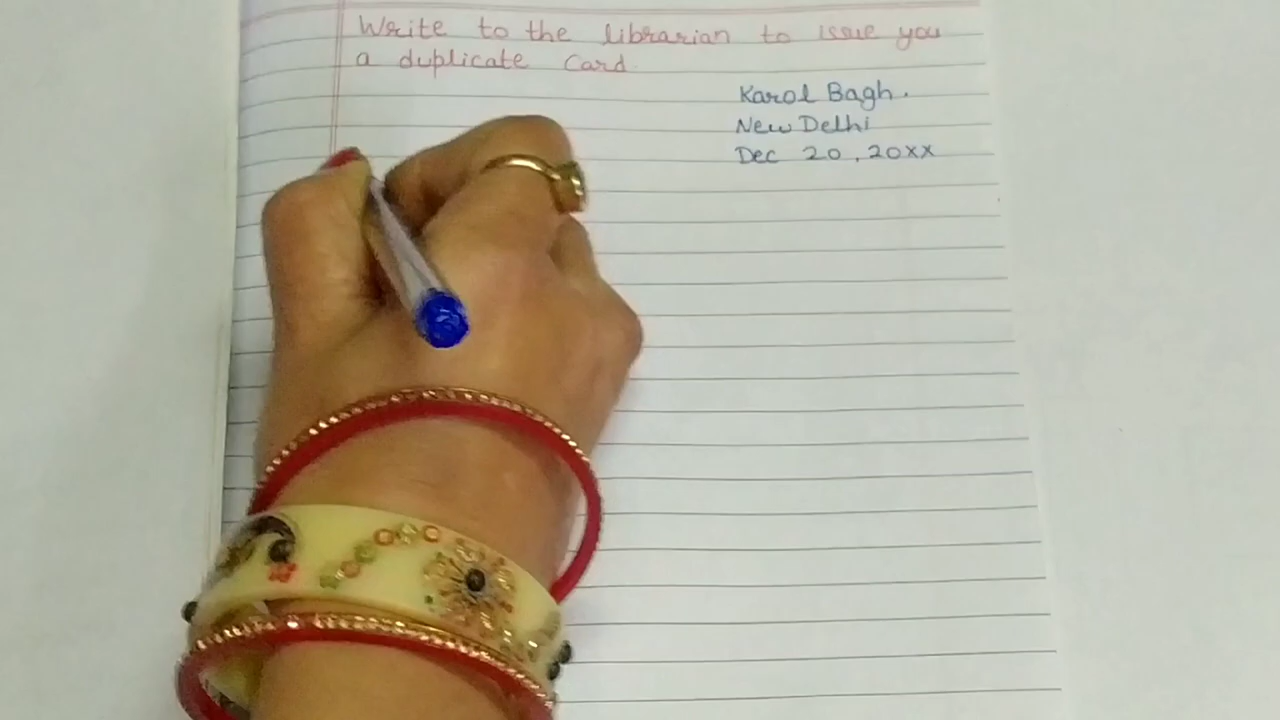 Write to the librarian to issue you
a duplicate card.
Karol Bagh.
New Delhi
Dec 20, 20xx